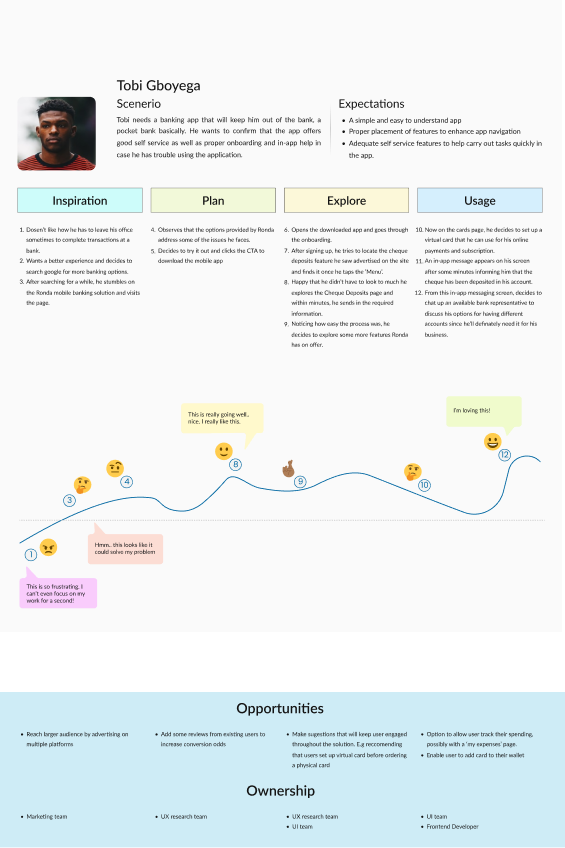 Tobi Gboyega
Scenerio
Tobi needs a banking app that will keep him out of the bank, a
pocket bank basically. He wants to confirm that the app offers
good self service as well as proper onboarding and in-app help in
case he has trouble using the application.
Expectations
• A simple and easy to understand app
• Proper placement of features to enhance app navigation
• Adequate self service features to help carry out tasks quickly in
the app.
Inspiration
1. Dosen't like how he has to leave his office
sometimes to complete transactions at a
bank.
2. Wants a better experience and decides to
search google for more banking options.
3. After searching for a while, he stumbles on
the Ronda mobile banking solution and visits
the page.
Plan
4. Observes that the options provided by Ronda
address some of the issues he faces.
5. Decides to try it out and clicks the CTA to
download the mobile app
Explore
6. Opens the downloaded app and goes through
the onboarding.
7. After signing up, he tries to locate the cheque
deposits feature he saw advertised on the site
and finds it once he taps the 'Menu'.
8. Happy that he didn't have to look to much he
explores the Cheque Deposits page and
within minutes, he sends in the required
information.
9. Noticing how easy the process was, he
decides to explore some more features Ronda
has on offer.
Usage
10. Now on the cards page, he decides to set up a
virtual card that he can use for his online
payments and subscription.
11. An in-app message appears on his screen
after some minutes informing him that the
cheque has been deposited in his account.
12. From this in-app messaging screen, decides to
chat up an available bank representative to
discuss his options for having different
accounts since he'll definately need it for his
business.
This is really going well..
nice. I really like this.
I'm loving this!
12
8
4
9
10
3
1
Hmm.. this looks like it
could solve my problem
This is so frustrating. I
can't even focus on my
work for a second!
Opportunities
• Reach larger audience by advertising on
multiple platforms
• Add some reviews from existing users to
increase conversion odds
• Make sugestions that will keep user engaged
throughout the solution. E.g reccomending
that users set up virtual card before ordering
a physical card
• Option to allow user track their spending,
possibly with a 'my expenses' page.
• Enable user to add card to their wallet
Ownership
• Marketing team
• UX research team
• UX research team
• UI team
• UI team
• Frontend Developer